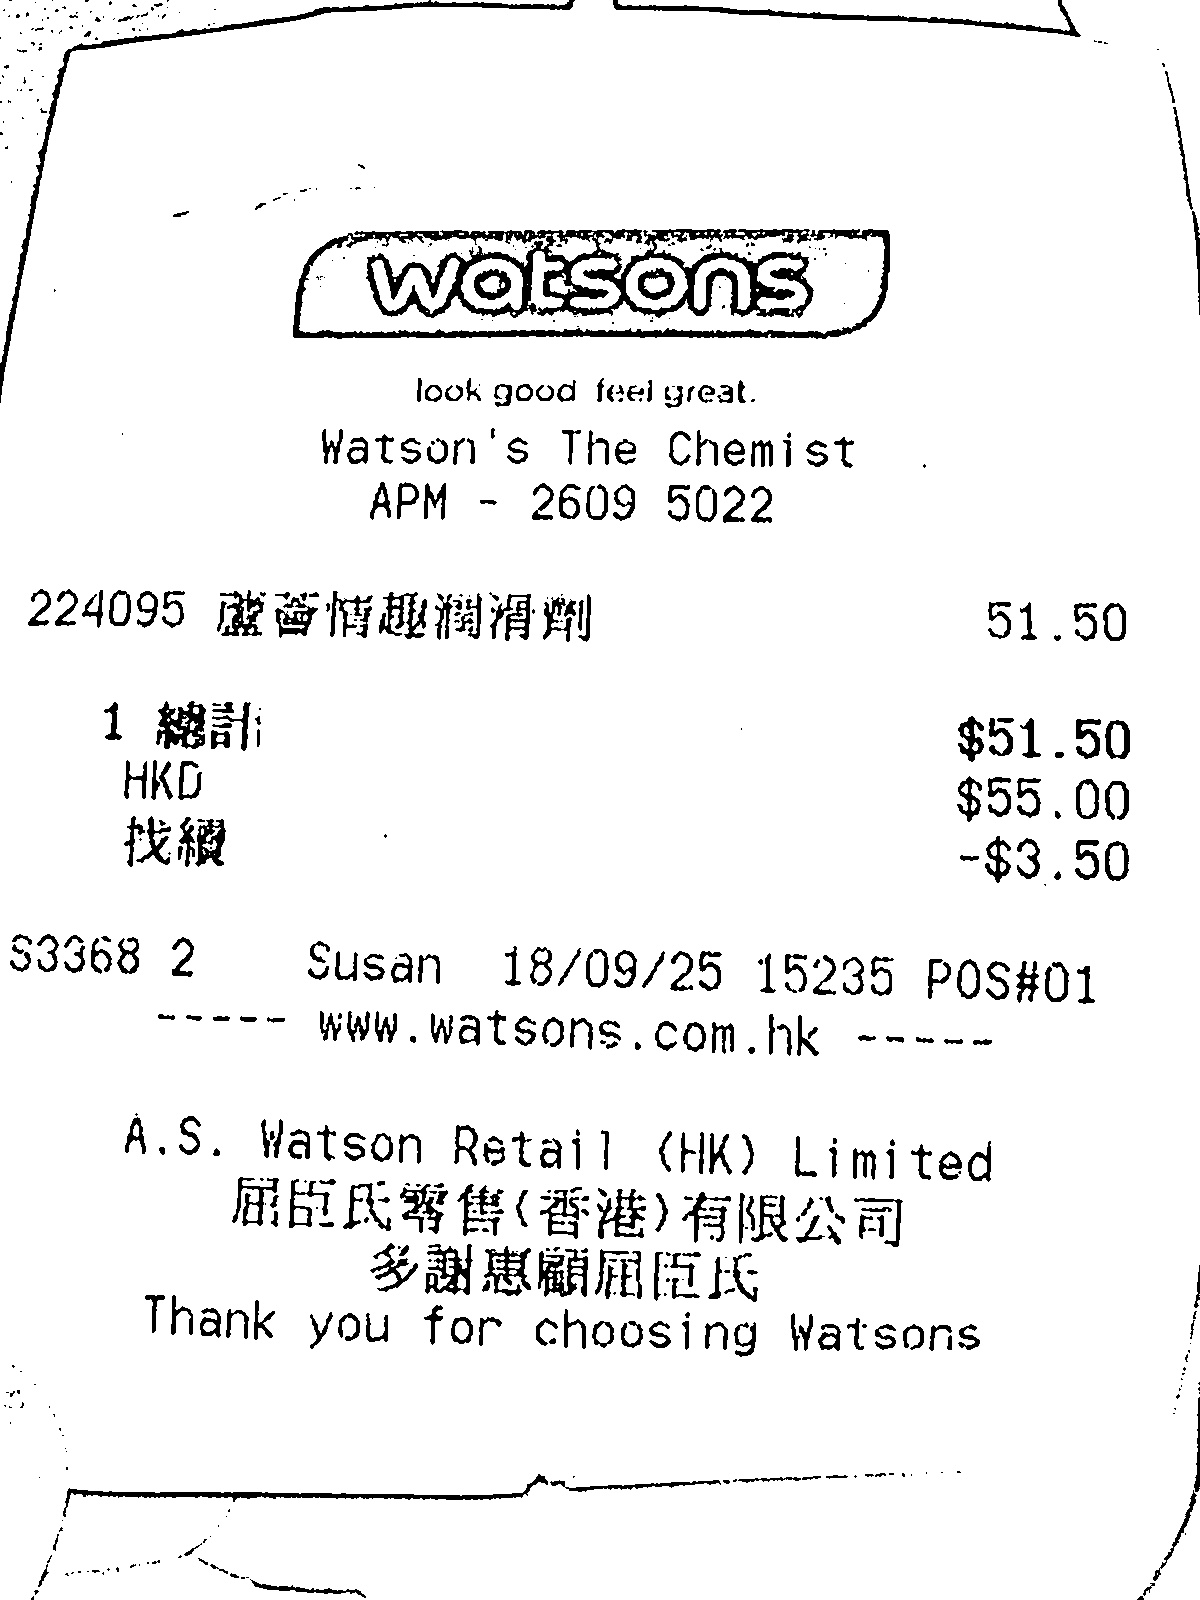 watsons
look good feel great.
Watson's The Chemist
APM - 2609 5022
224095 蘆薈情趣潤滑劑 51.50
1 總計 $51.50
HKD $55.00
找續 -$3.50
S3368 2 Susan 18/09/25 15235 POS#01
----- www.watsons.com.hk -----
A.S. Watson Retail (HK) Limited
屈臣氏零售(香港)有限公司
多謝惠顧屈臣氏
Thank you for choosing Watsons